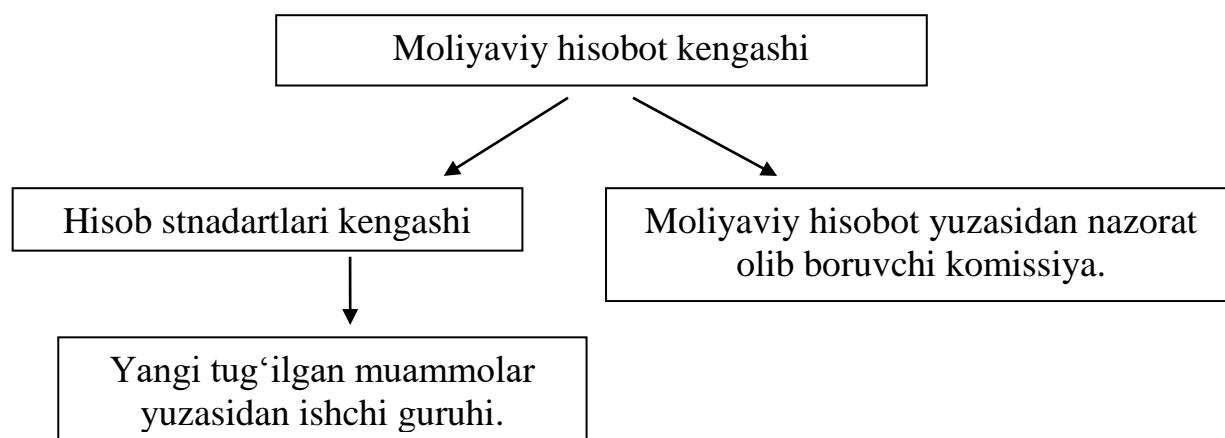 Moliyaviy hisobot kengashi
Hisob stnadartlari kengashi
Moliyaviy hisobot yuzasidan nazorat
olib boruvchi komissiya.
Yangi tug‘ilgan muammolar
yuzasidan ishchi guruhi.